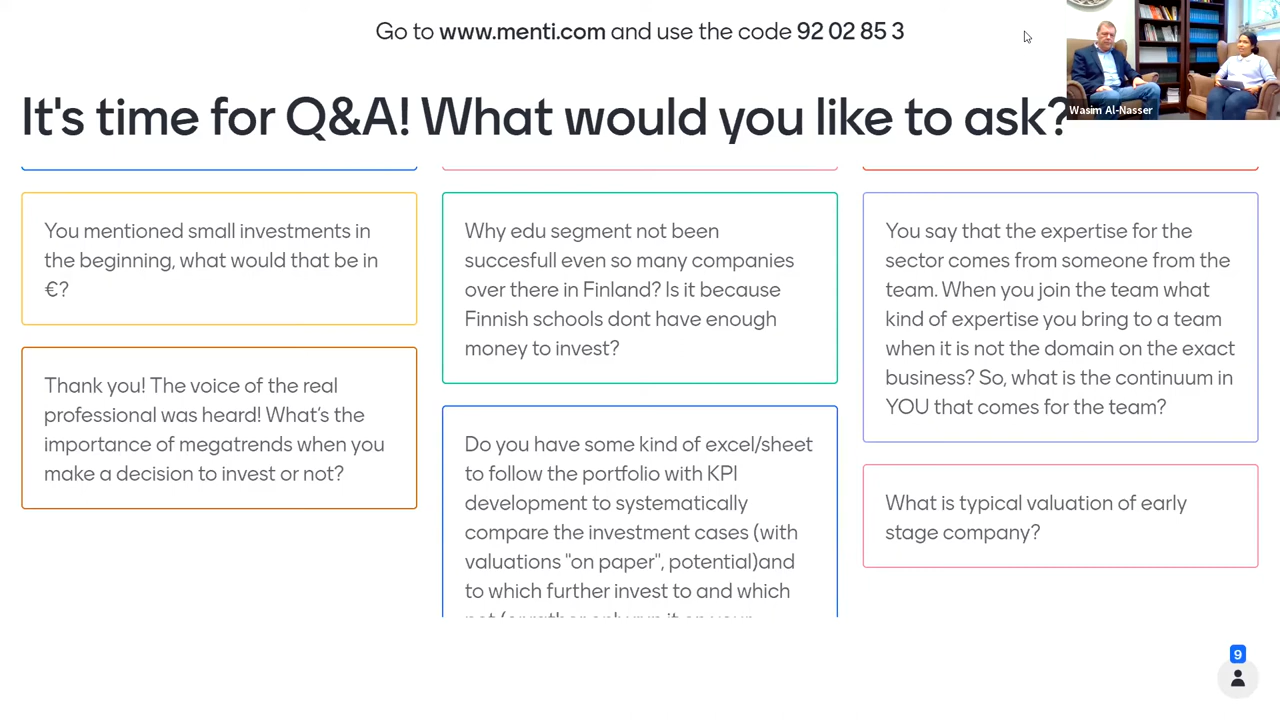 Go to www.menti.com and use the code 92 02 85 3
Wasim Al-Nasser
It's time for Q&A! What would you like to ask?
You mentioned small investments in
the beginning, what would that be in
€?
Thank you! The voice of the real
professional was heard! What's the
importance of megatrends when you
make a decision to invest or not?
Why edu segment not been
succesfull even so many companies
over there in Finland? Is it because
Finnish schools dont have enough
money to invest?
Do you have some kind of excel/sheet
to follow the portfolio with KPI
development to systematically
compare the investment cases (with
valuations "on paper", potential)and
to which further invest to and which
You say that the expertise for the
sector comes from someone from the
team. When you join the team what
kind of expertise you bring to a team
when it is not the domain on the exact
business? So, what is the continuum in
YOU that comes for the team?
What is typical valuation of early
stage company?
9